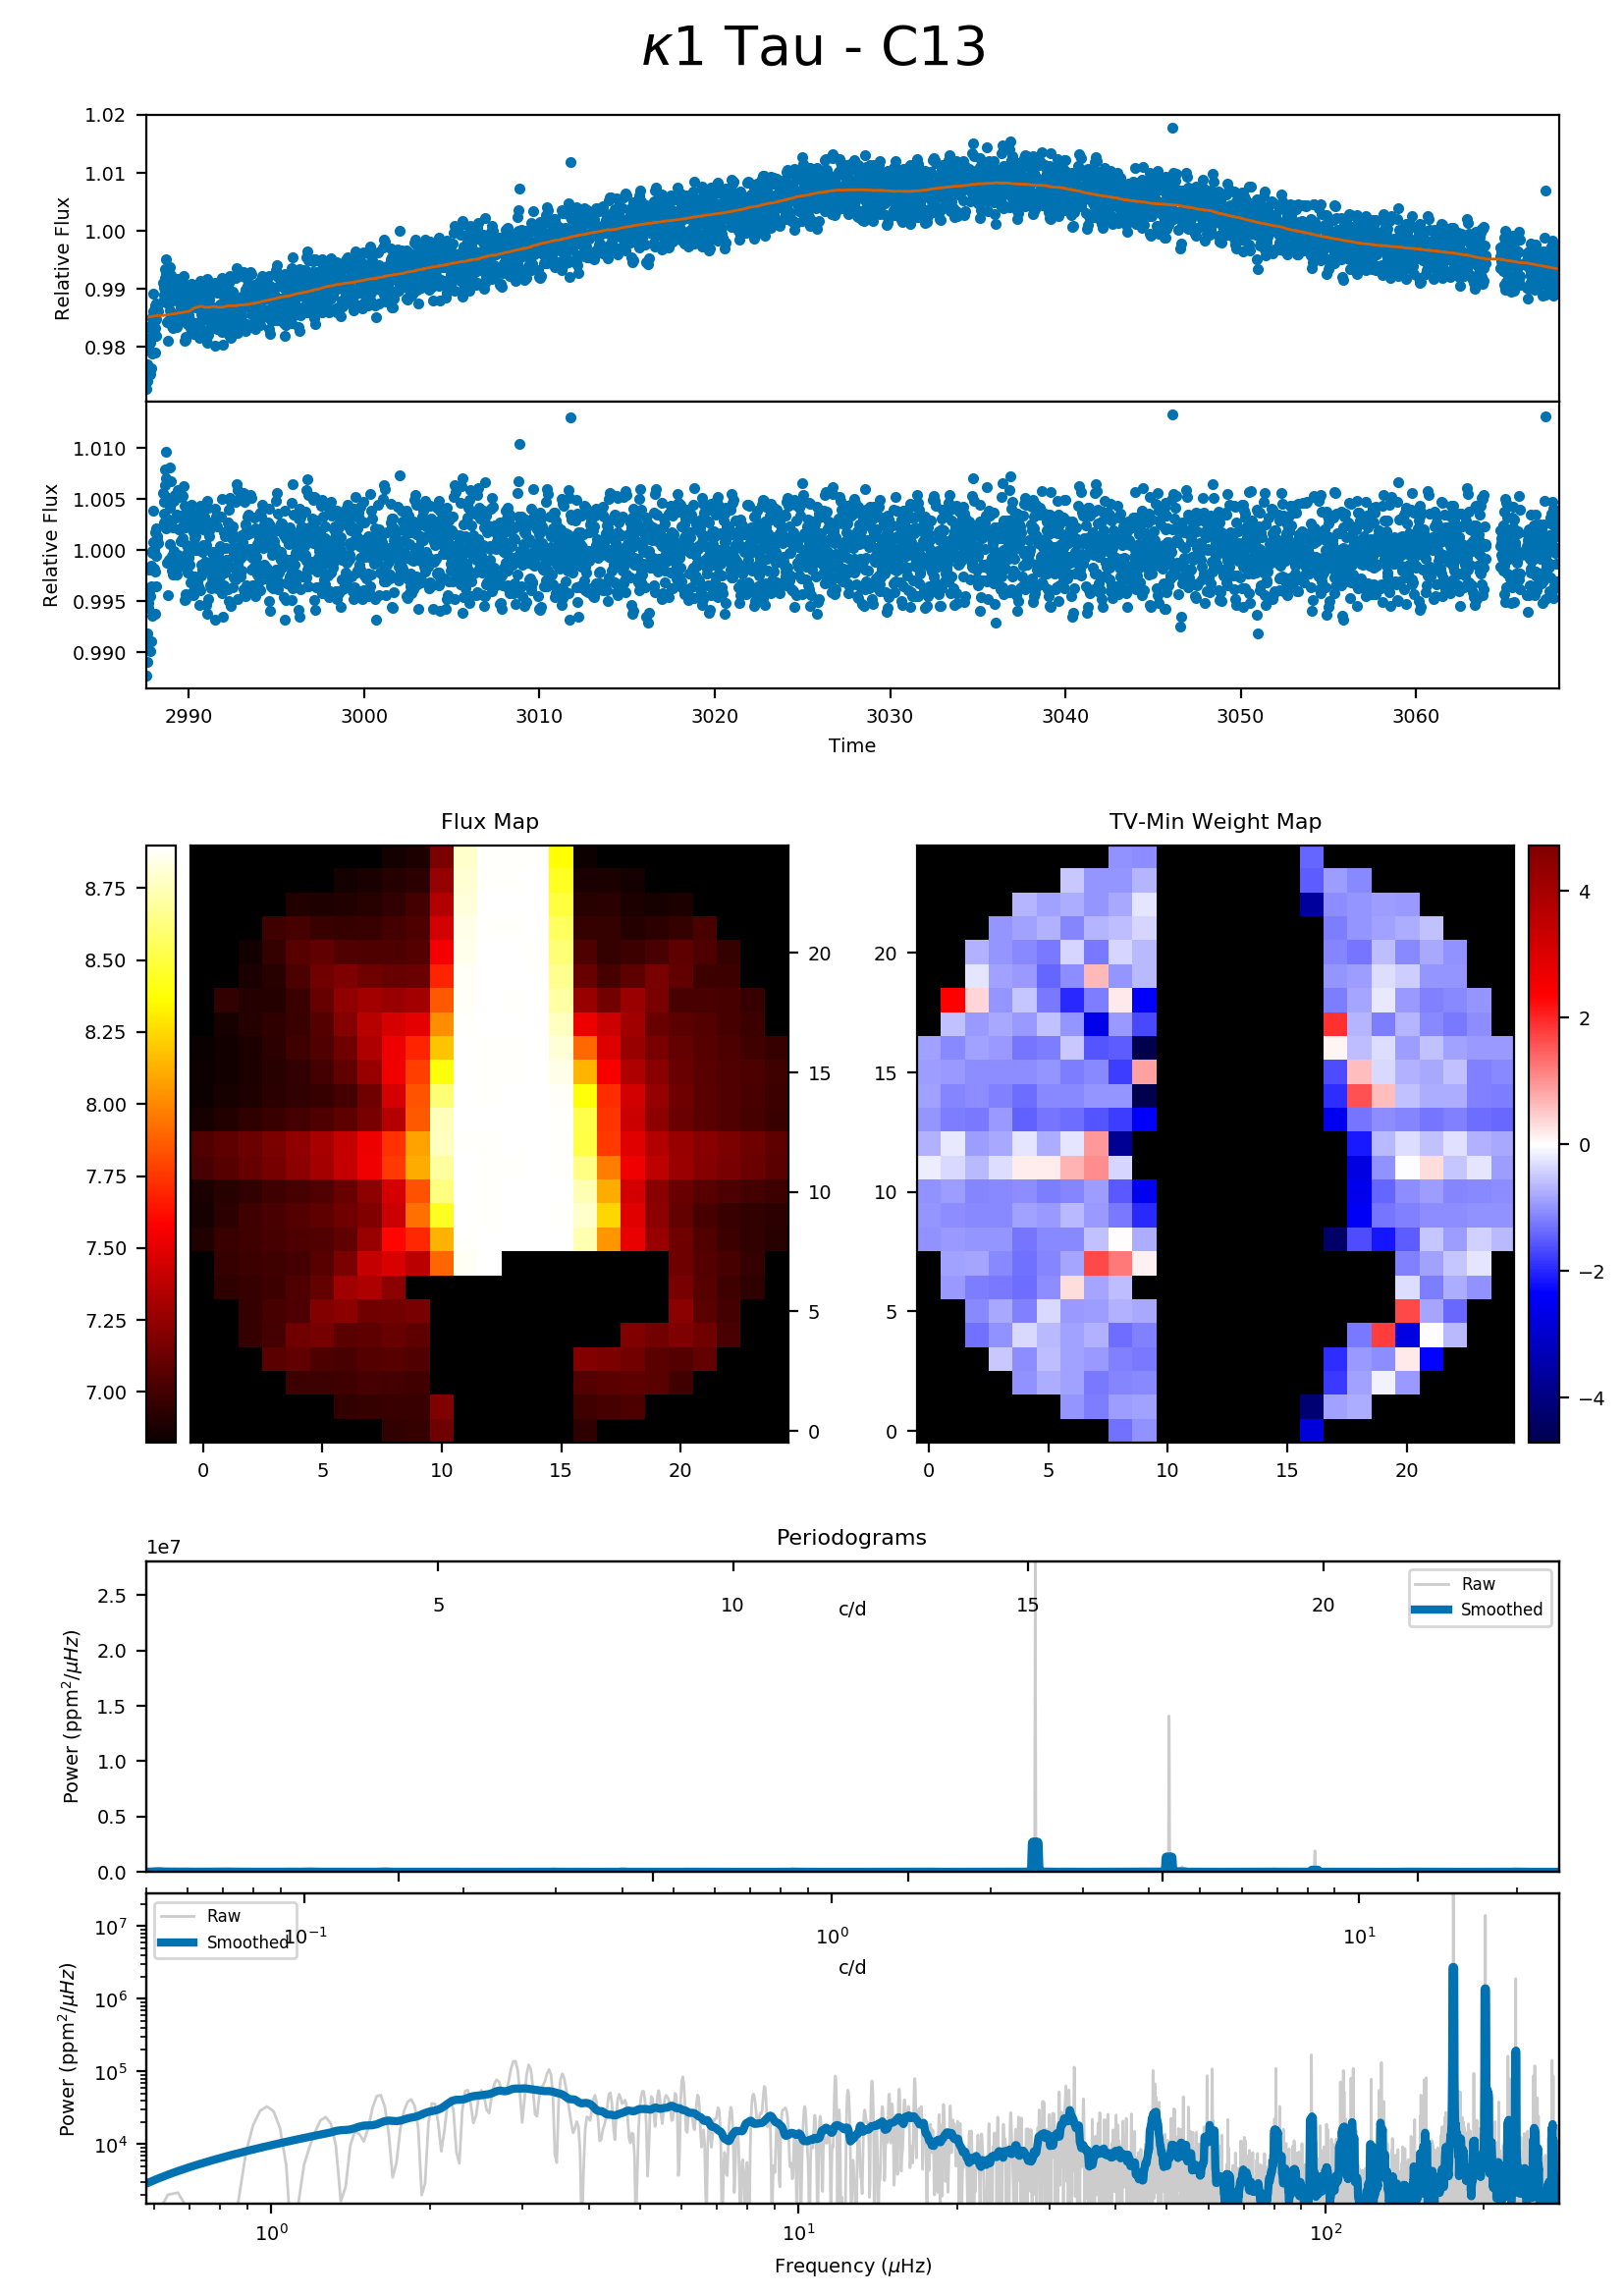 κ1 Tau - C13
1.02
1.01
1.00
0.99
0.98
Relative Flux
1.010
1.005
1.000
0.995
0.990
Relative Flux
2990 3000 3010 3020 3030 3040 3050 3060
Time
Flux Map
TV-Min Weight Map
8.75
8.50
8.25
8.00
7.75
7.50
7.25
7.00
20
15
10
5
0
0 5 10 15 20
20
15
10
5
0
0 5 10 15 20
4
2
0
−2
−4
Periodograms
1e7
2.5
2.0
1.5
1.0
0.5
0.0
Power (ppm²/μHz)
5 10 15 20
c/d
Raw
Smoothed
10⁷
10⁶
10⁵
10⁴
Power (ppm²/μHz)
Raw
Smoothed
10⁻¹ 10⁰ 10¹
c/d
10⁰ 10¹ 10²
Frequency (μHz)